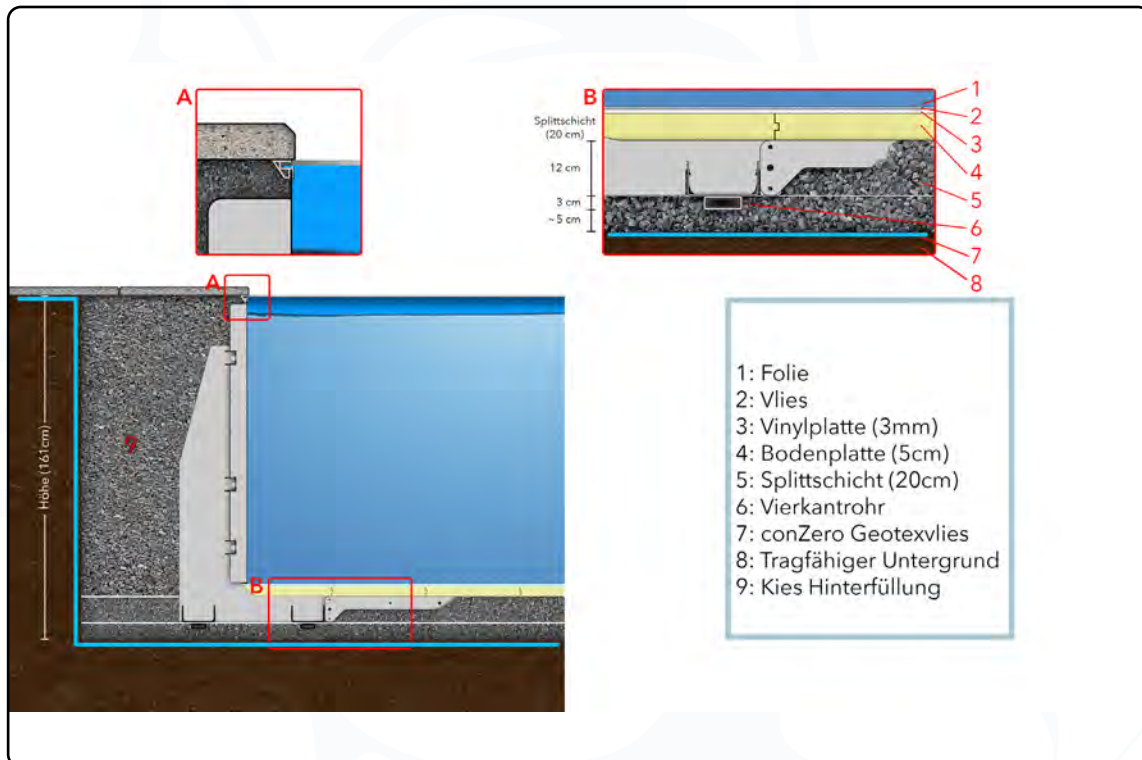 A
B
Splittschicht
(20 cm)
12 cm
3 cm
~ 5 cm
1
2
3
4
5
6
7
8
A
Höhe (161cm)
9
B
1: Folie
2: Vlies
3: Vinylplatte (3mm)
4: Bodenplatte (5cm)
5: Splittschicht (20cm)
6: Vierkantrohr
7: conZero Geotexvlies
8: Tragfähiger Untergrund
9: Kies Hinterfüllung